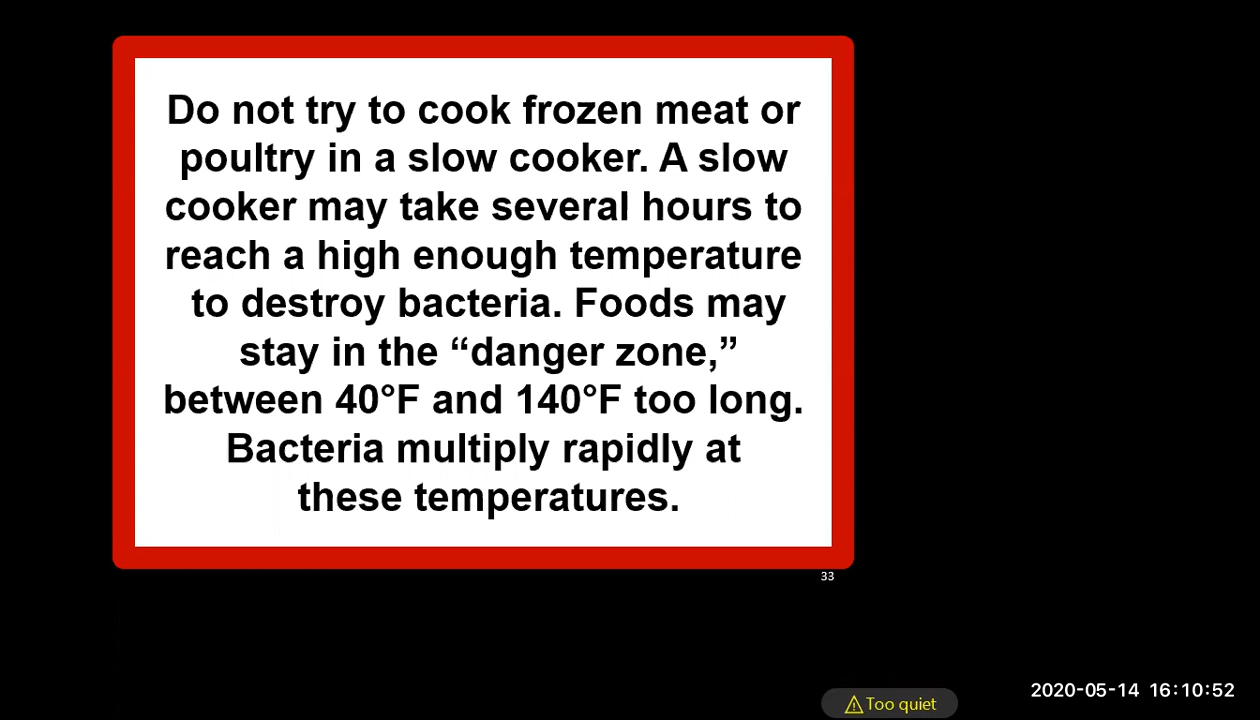 Do not try to cook frozen meat or
poultry in a slow cooker. A slow
cooker may take several hours to
reach a high enough temperature
to destroy bacteria. Foods may
stay in the “danger zone,”
between 40°F and 140°F too long.
Bacteria multiply rapidly at
these temperatures.
33
Too quiet
2020-05-14 16:10:52